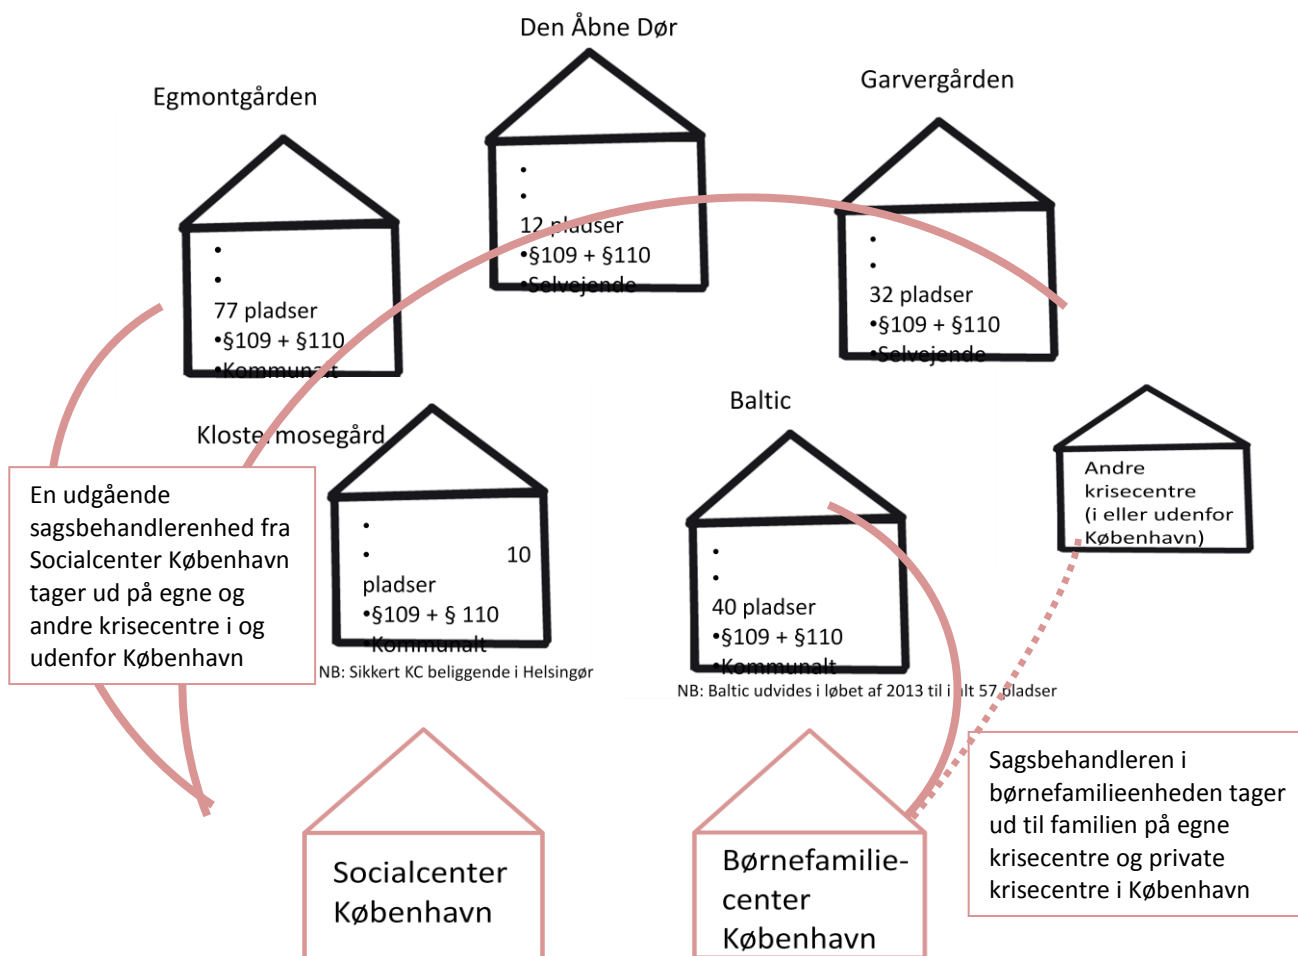 Den Åbne Dør
Egmontgården
Garvergården
•
•
12 pladser
•§109 + §110
•Selvejende
•
•
77 pladser
•§109 + §110
•Kommunalt
•
•
32 pladser
•§109 + §110
•Selvejende
Klostermosegård
Baltic
•
• 10
pladser
•§109 + § 110
•Kommunalt
NB: Sikkert KC beliggende i Helsingør
•
•
40 pladser
•§109 + §110
•Kommunalt
NB: Baltic udvides i løbet af 2013 til i alt 57 pladser
Andre
krisecentre
(i eller udenfor
København)
En udgående
sagsbehandlerenhed fra
Socialcenter København
tager ud på egne og
andre krisecentre i og
udenfor København
Socialcenter
København
Børnefamilie-
center
København
Sagsbehandleren i
børnefamilieenheden tager
ud til familien på egne
krisecentre og private
krisecentre i København